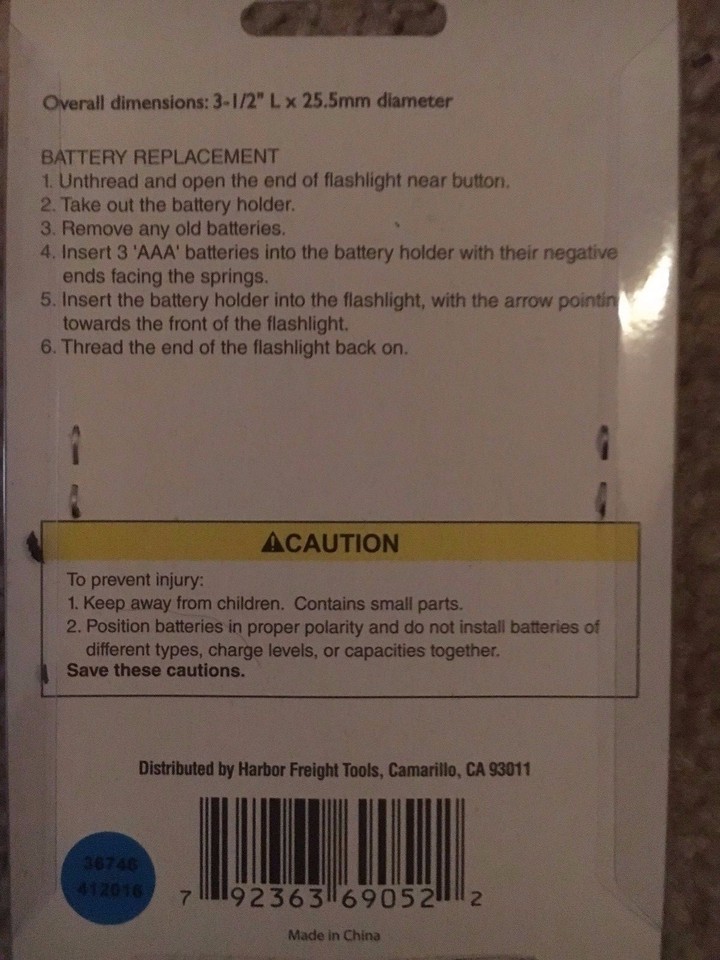 Overall dimensions: 3-1/2" L x 25.5mm diameter
BATTERY REPLACEMENT
1. Unthread and open the end of flashlight near button.
2. Take out the battery holder.
3. Remove any old batteries.
4. Insert 3 'AAA' batteries into the battery holder with their negative
ends facing the springs.
5. Insert the battery holder into the flashlight, with the arrow pointin
towards the front of the flashlight.
6. Thread the end of the flashlight back on.
CAUTION
To prevent injury:
1. Keep away from children. Contains small parts.
2. Position batteries in proper polarity and do not install batteries of
different types, charge levels, or capacities together.
Save these cautions.
Distributed by Harbor Freight Tools, Camarillo, CA 93011
36746
412016
7 92363 69052 2
Made in China